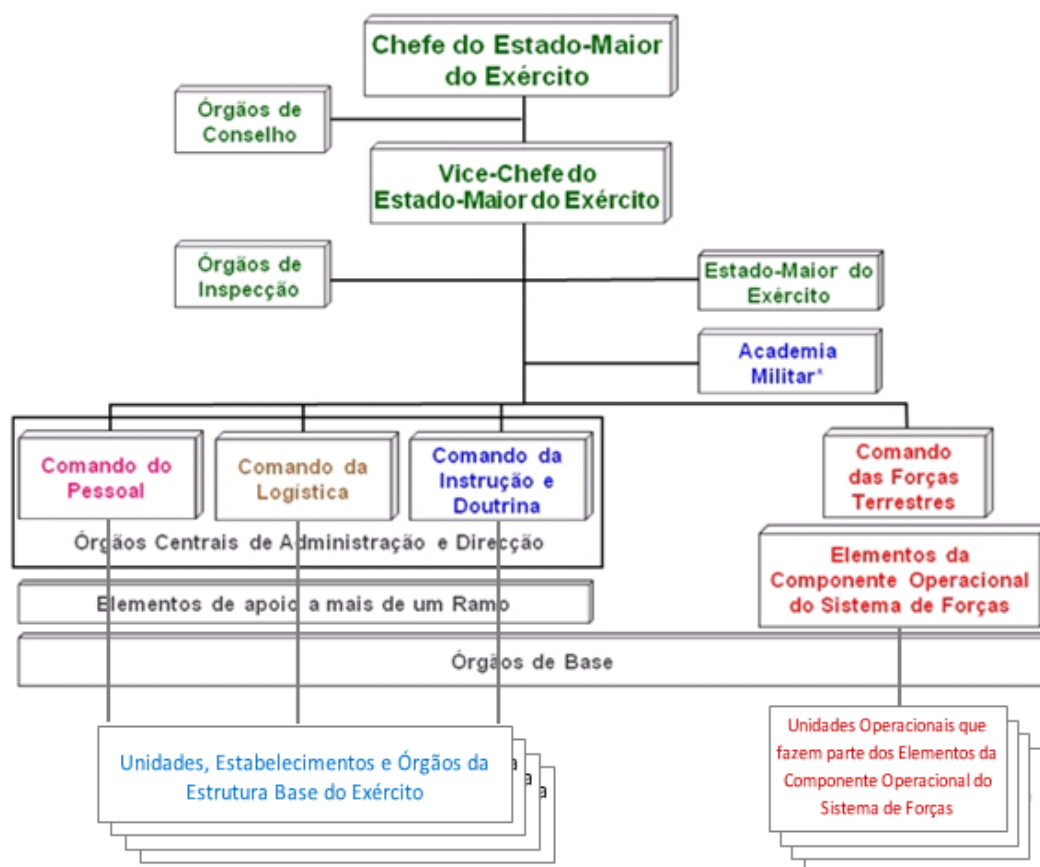 Chefe do Estado-Maior
do Exército
Órgãos de
Conselho
Vice-Chefe do
Estado-Maior do Exército
Órgãos de
Inspecção
Estado-Maior do
Exército
Academia
Militar*
Comando do
Pessoal
Comando da
Logística
Comando da
Instrução e
Doutrina
Comando
das Forças
Terrestres
Órgãos Centrais de Administração e Direcção
Elementos da
Componente Operacional
do Sistema de Forças
Elementos de apoio a mais de um Ramo
Órgãos de Base
Unidades, Estabelecimentos e Órgãos da
Estrutura Base do Exército
Unidades Operacionais que
fazem parte dos Elementos da
Componente Operacional do
Sistema de Forças